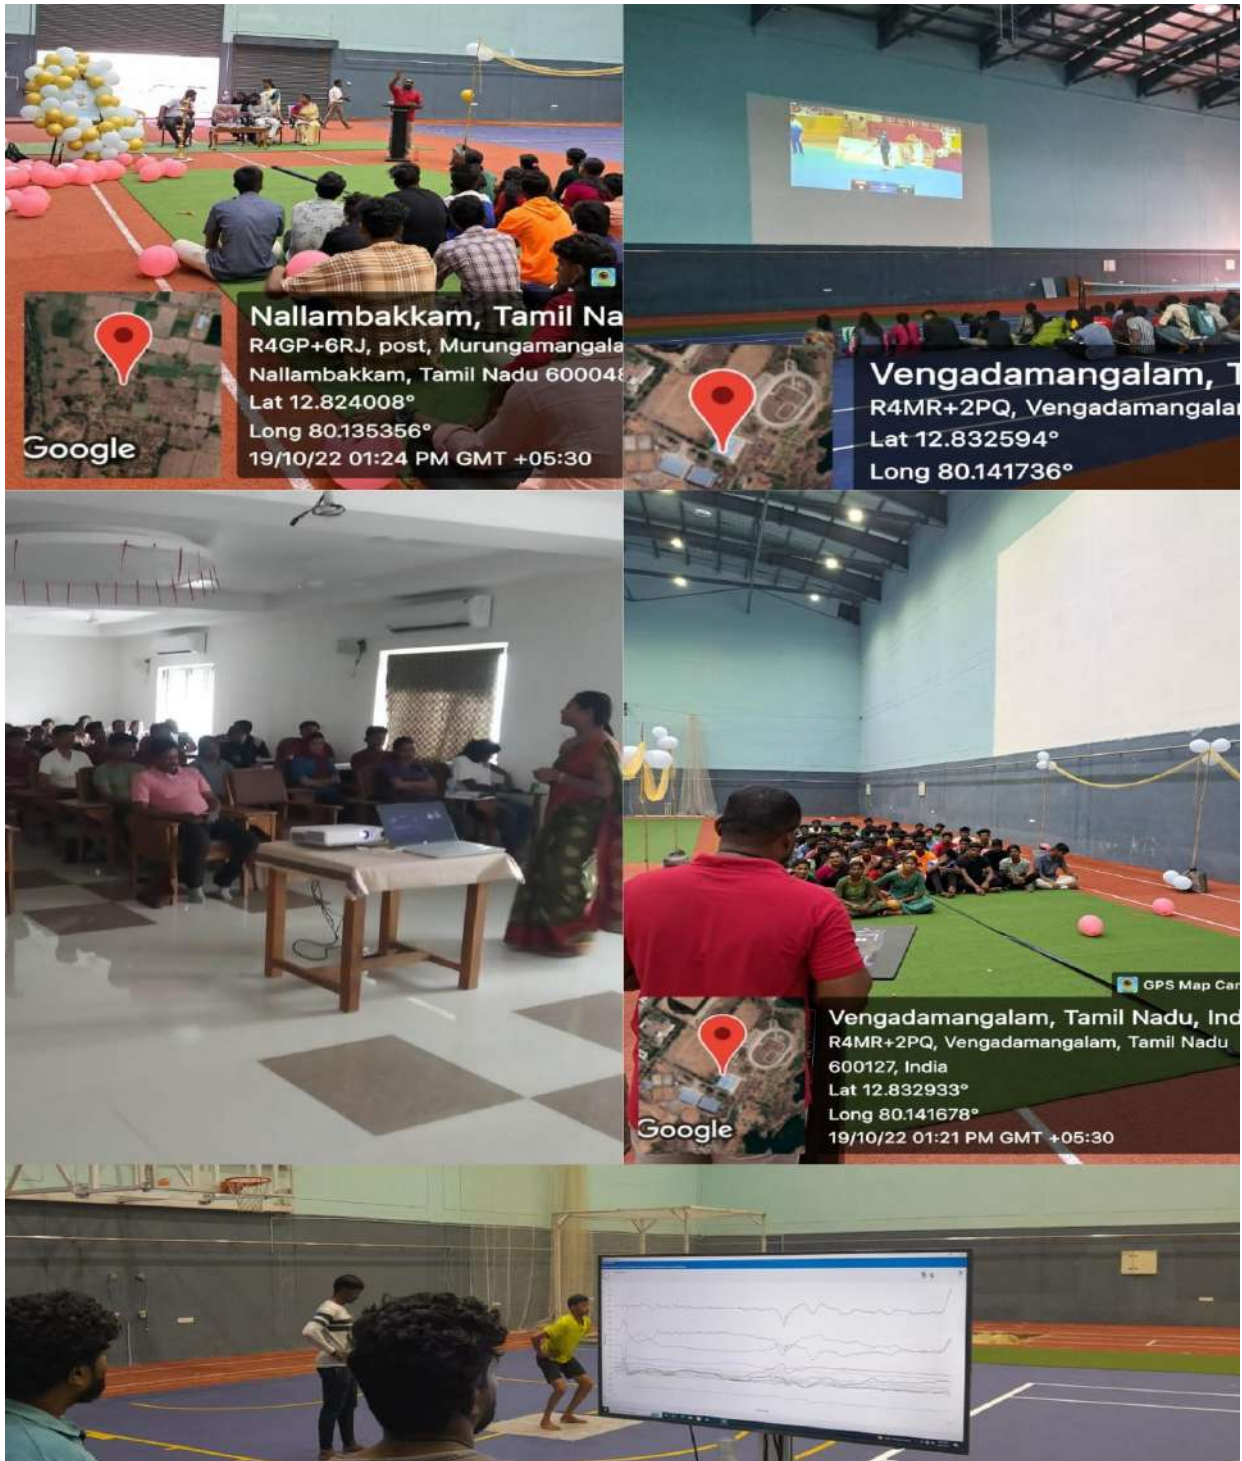 Nallambakkam, Tamil Na
R4GP+6RJ, post, Murungamangala
Nallambakkam, Tamil Nadu 600048
Lat 12.824008°
Long 80.135356°
19/10/22 01:24 PM GMT +05:30
Google
Vengadamangalam, T
R4MR+2PQ, Vengadamangalam
Lat 12.832594°
Long 80.141736°
GPS Map Cam
Vengadamangalam, Tamil Nadu, Ind
R4MR+2PQ, Vengadamangalam, Tamil Nadu
600127, India
Lat 12.832933°
Long 80.141678°
19/10/22 01:21 PM GMT +05:30
Google